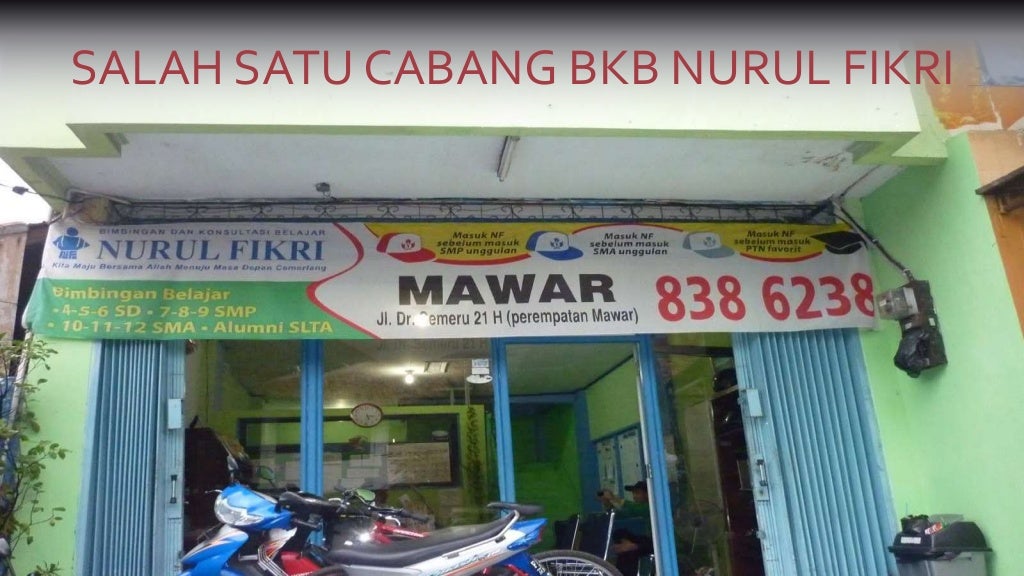 SALAH SATU CABANG BKB NURUL FIKRI
BIMBINGAN DAN KONSULTASI BELAJAR
NURUL FIKRI
Kita Maju Bersama Allah Menuju Masa Depan Cemerlang
Bimbingan Belajar
• 4-5-6 SD • 7-8-9 SMP
• 10-11-12 SMA • Alumni SLTA
Masuk NF
sebelum masuk
SMP unggulan
Masuk NF
sebelum masuk
SMA unggulan
Masuk NF
sebelum masuk
PTN favorit
MAWAR
Jl. Dr. Semeru 21 H (perempatan Mawar)
838 6238